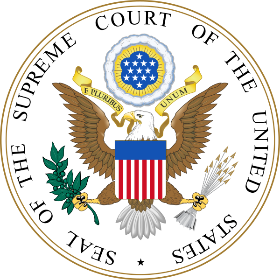 SEAL OF THE SUPREME COURT OF THE UNITED STATES
E PLURIBUS UNUM